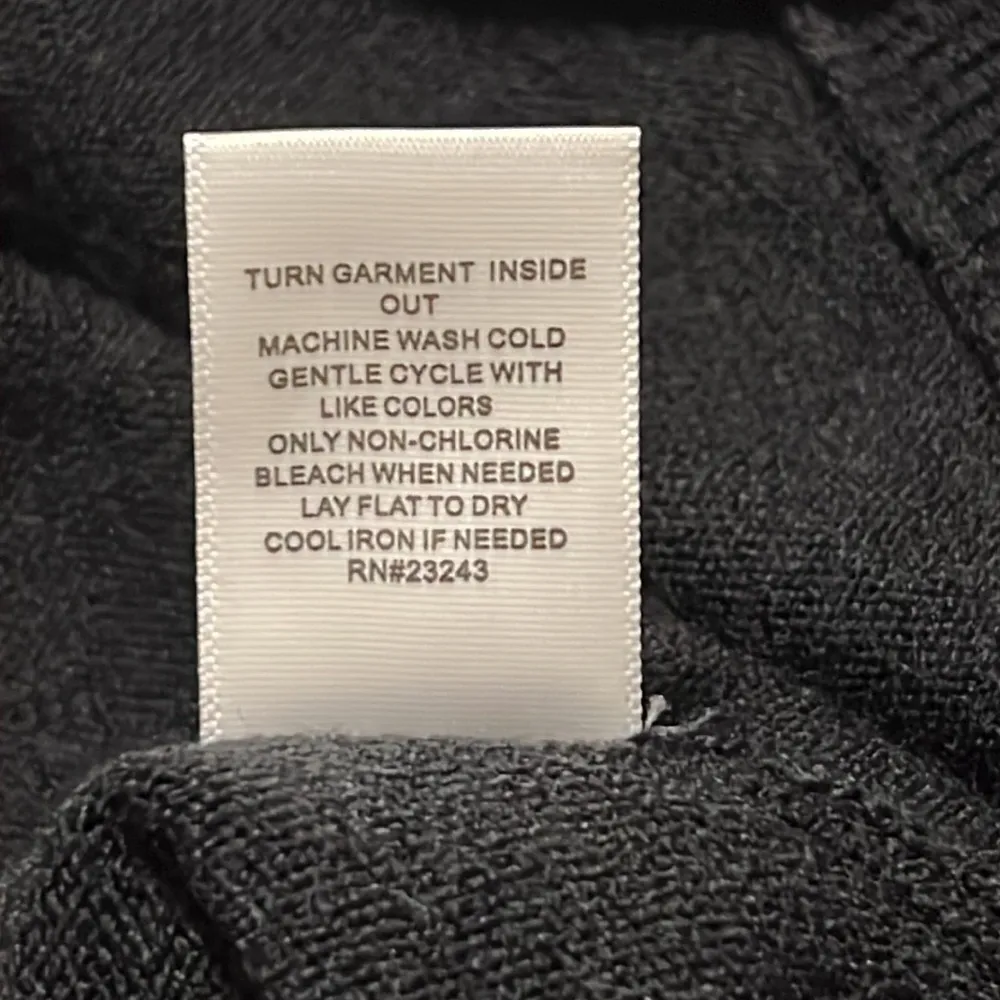 TURN GARMENT INSIDE
OUT
MACHINE WASH COLD
GENTLE CYCLE WITH
LIKE COLORS
ONLY NON-CHLORINE
BLEACH WHEN NEEDED
LAY FLAT TO DRY
COOL IRON IF NEEDED
RN#23243